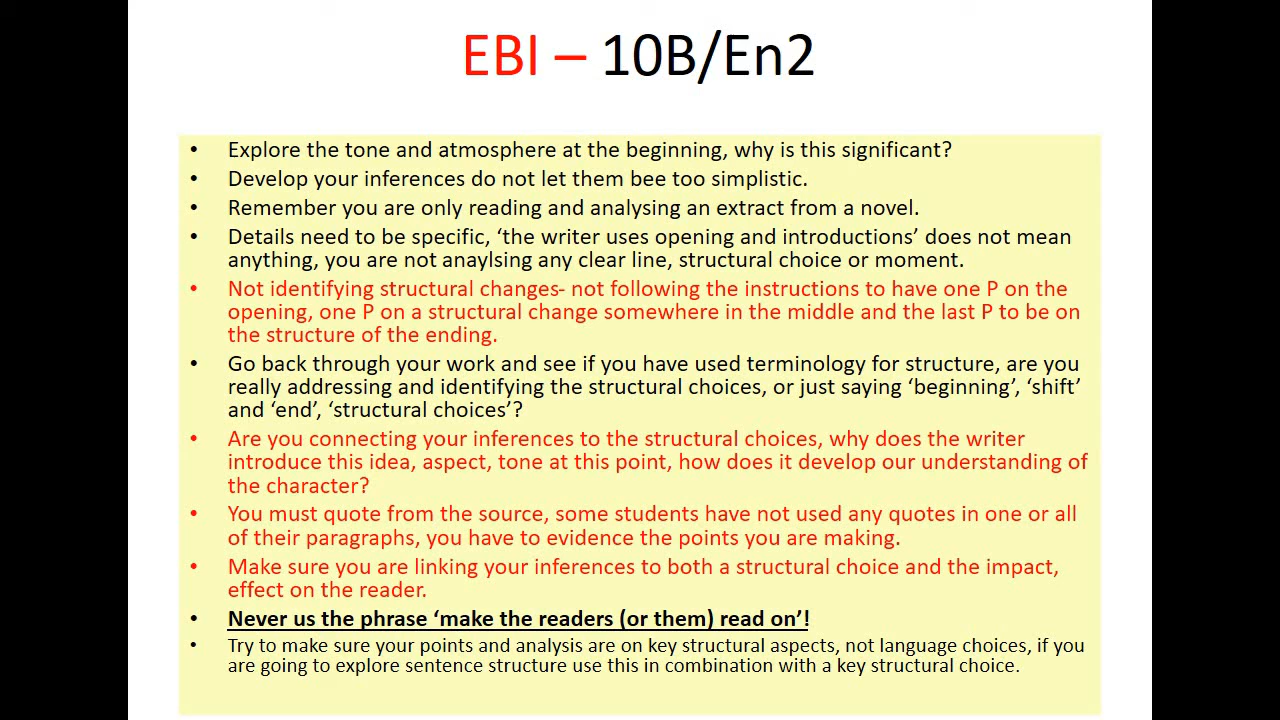 EBI – 10B/En2
• Explore the tone and atmosphere at the beginning, why is this significant?
• Develop your inferences do not let them bee too simplistic.
• Remember you are only reading and analysing an extract from a novel.
• Details need to be specific, ‘the writer uses opening and introductions’ does not mean
anything, you are not anaylsing any clear line, structural choice or moment.
• Not identifying structural changes- not following the instructions to have one P on the
opening, one P on a structural change somewhere in the middle and the last P to be on
the structure of the ending.
• Go back through your work and see if you have used terminology for structure, are you
really addressing and identifying the structural choices, or just saying ‘beginning’, ‘shift’
and ‘end’, ‘structural choices’?
• Are you connecting your inferences to the structural choices, why does the writer
introduce this idea, aspect, tone at this point, how does it develop our understanding of
the character?
• You must quote from the source, some students have not used any quotes in one or all
of their paragraphs, you have to evidence the points you are making.
• Make sure you are linking your inferences to both a structural choice and the impact,
effect on the reader.
• Never us the phrase ‘make the readers (or them) read on’!
• Try to make sure your points and analysis are on key structural aspects, not language choices, if you
are going to explore sentence structure use this in combination with a key structural choice.